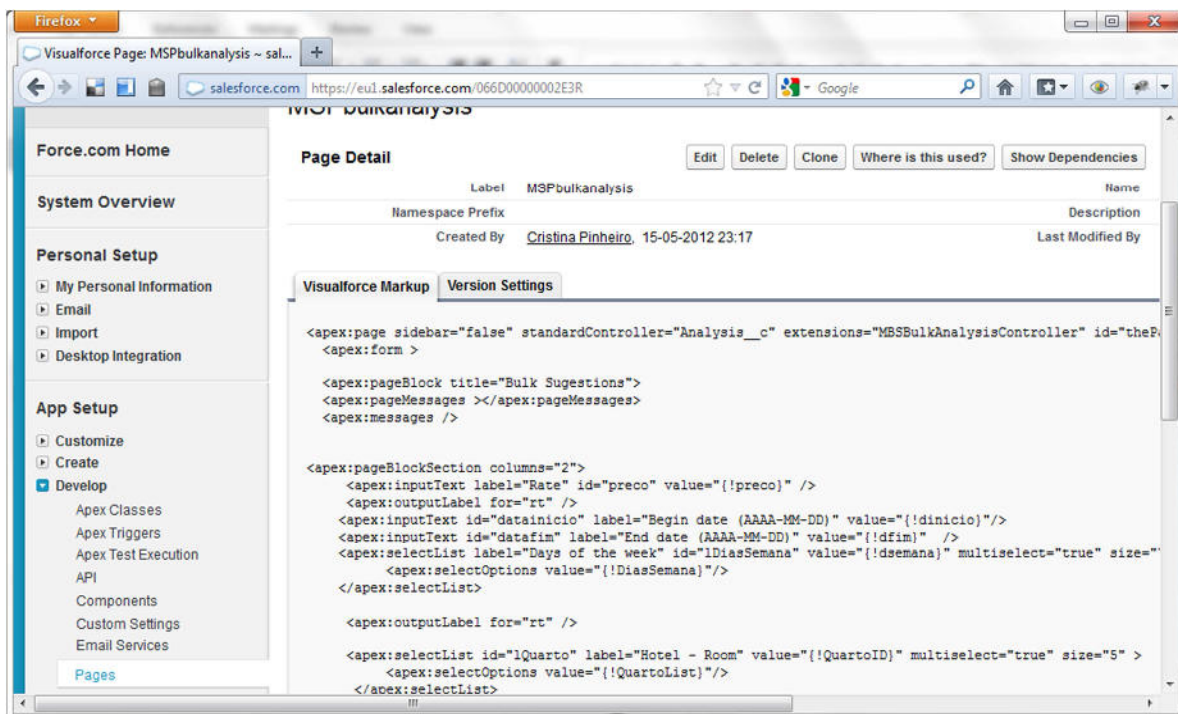 Firefox
Visualforce Page: MSPbulkanalysis ~ sal...
salesforce.com https://eu1.salesforce.com/066D00000002E3R
Google
MSPbulkanalysis
Force.com Home
System Overview
Personal Setup
My Personal Information
Email
Import
Desktop Integration
App Setup
Customize
Create
Develop
Apex Classes
Apex Triggers
Apex Test Execution
API
Components
Custom Settings
Email Services
Pages
Page Detail
Edit Delete Clone Where is this used? Show Dependencies
Label MSPbulkanalysis Name
Namespace Prefix Description
Created By Cristina Pinheiro, 15-05-2012 23:17 Last Modified By
Visualforce Markup Version Settings
<apex:page sidebar="false" standardController="Analysis__c" extensions="MBSBulkAnalysisController" id="theP
<apex:form >
<apex:pageBlock title="Bulk Sugestions">
<apex:pageMessages ></apex:pageMessages>
<apex:messages />
<apex:pageBlockSection columns="2">
<apex:inputText label="Rate" id="preco" value="{!preco}" />
<apex:outputLabel for="rt" />
<apex:inputText id="datainicio" label="Begin date (AAAA-MM-DD)" value="{!dinicio}"/>
<apex:inputText id="datafim" label="End date (AAAA-MM-DD)" value="{!dfim}" />
<apex:selectList label="Days of the week" id="lDiasSemana" value="{!dsemana}" multiselect="true" size="
<apex:selectOptions value="{!DiasSemana}"/>
</apex:selectList>
<apex:outputLabel for="rt" />
<apex:selectList id="lQuarto" label="Hotel - Room" value="{!QuartoID}" multiselect="true" size="5" >
<apex:selectOptions value="{!QuartoList}"/>
</apex:selectList>